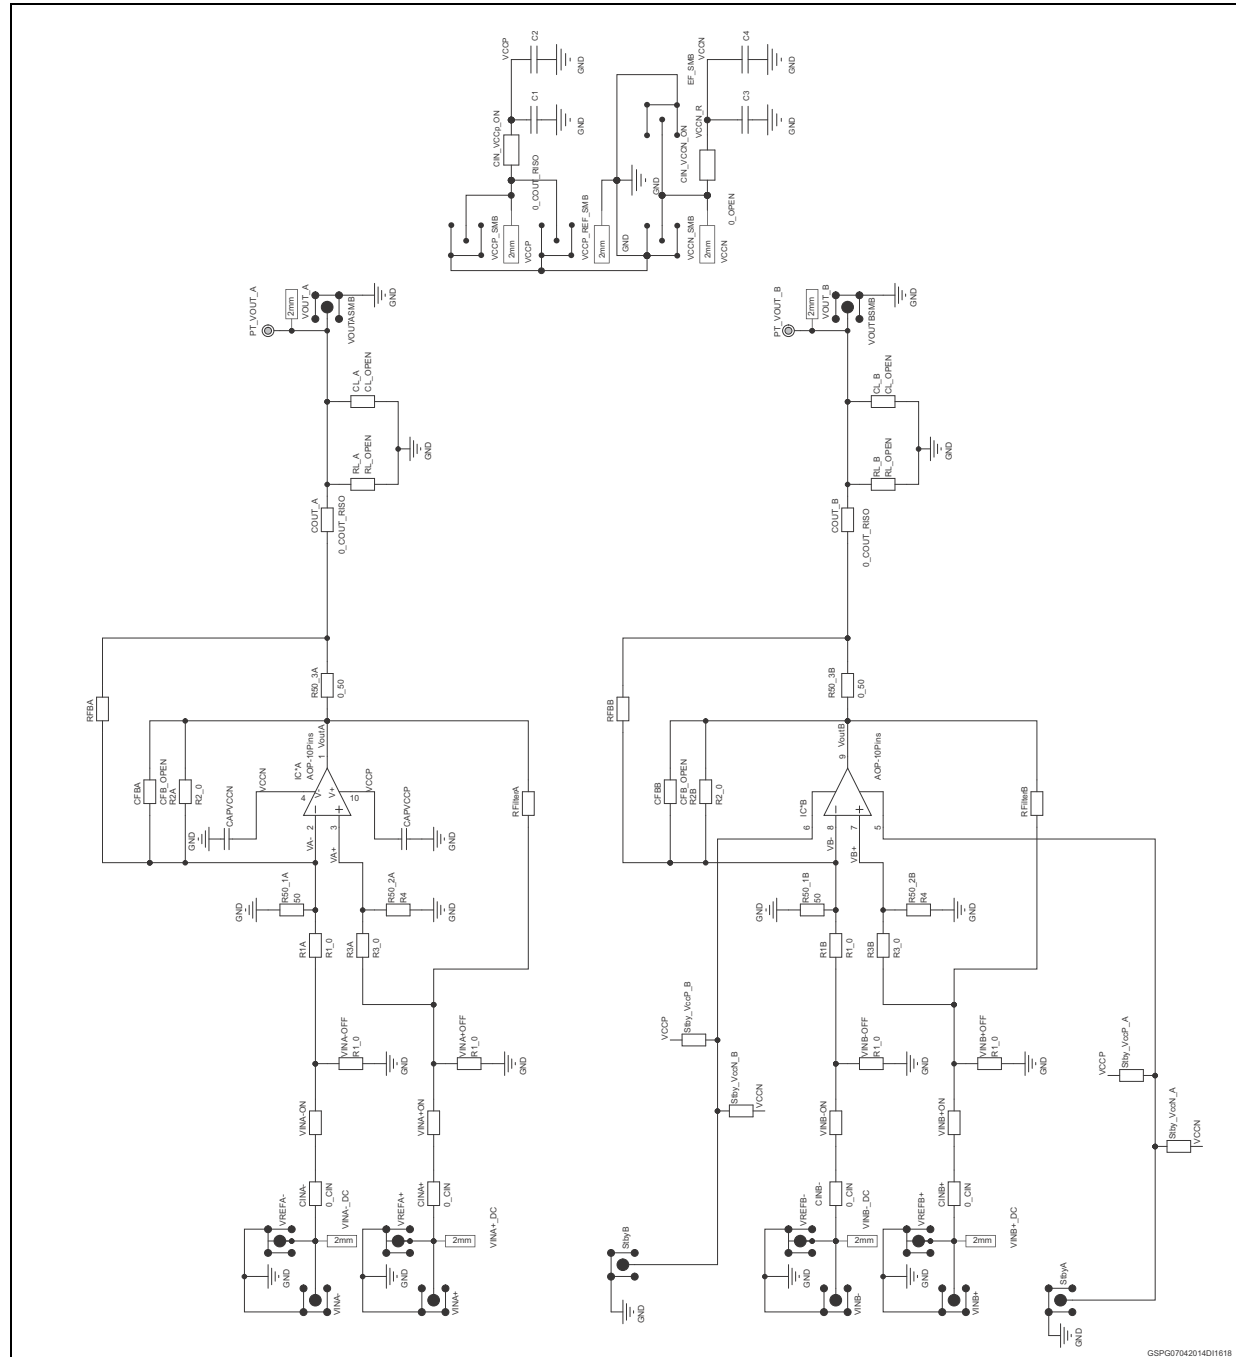 VCCP
C2
GND
C1
GND
CIN_VCCp_ON
0_COUT_RISO
VCCP_SMB
2mm
VCCP
VCCP_REF_SMB
2mm
GND
GND
EF_SMB
VCCN
C4
GND
C3
GND
VCCN_R
CIN_VCCN_ON
0_OPEN
VCCN_SMB
2mm
VCCN
PT_VOUT_A
2mm
VOUT_A
VOUTASMB
GND
CL_A
CL_OPEN
RL_A
RL_OPEN
GND
COUT_A
0_COUT_RISO
RFBA
R50_3A
0_50
CFBA
CFB_OPEN
R2A
R2_0
VCCN
IC*A
AOP-10Pins
1
VoutA
4
V-
V+
10
VCCP
2
3
GND
CAPVCCN
CAPVCCP
GND
VA-
VA+
RFilterA
GND
R50_1A
50
R50_2A
R4
GND
R1A
R1_0
R3A
R3_0
VINA-OFF
R1_0
GND
VINA+OFF
R1_0
GND
VINA-ON
VINA+ON
CINA-
0_CIN
CINA+
0_CIN
VREFA-
VINA-_DC
2mm
GND
VREFA+
2mm
VINA+_DC
GND
VINA-
VINA+
PT_VOUT_B
2mm
VOUT_B
VOUTBSMB
GND
CL_B
CL_OPEN
RL_B
RL_OPEN
GND
COUT_B
0_COUT_RISO
RFBB
R50_3B
0_50
CFBB
CFB_OPEN
R2B
R2_0
9
VoutB
AOP-10Pins
IC*B
6
8
7
5
VB-
VB+
RFilterB
GND
R50_1B
50
R50_2B
R4
GND
R1B
R1_0
R3B
R3_0
VCCP
Stby_VccP_B
Stby_VccN_B
VCCN
VINB-OFF
R1_0
GND
VINB+OFF
R1_0
GND
VCCP
Stby_VccP_A
Stby_VccN_A
VCCN
VINB-ON
VINB+ON
CINB-
0_CIN
CINB+
0_CIN
VREFB-
VINB-_DC
2mm
GND
VREFB+
2mm
VINB+_DC
GND
VINB-
VINB+
StbyB
GND
StbyA
GND
GSPG07042014DI1618